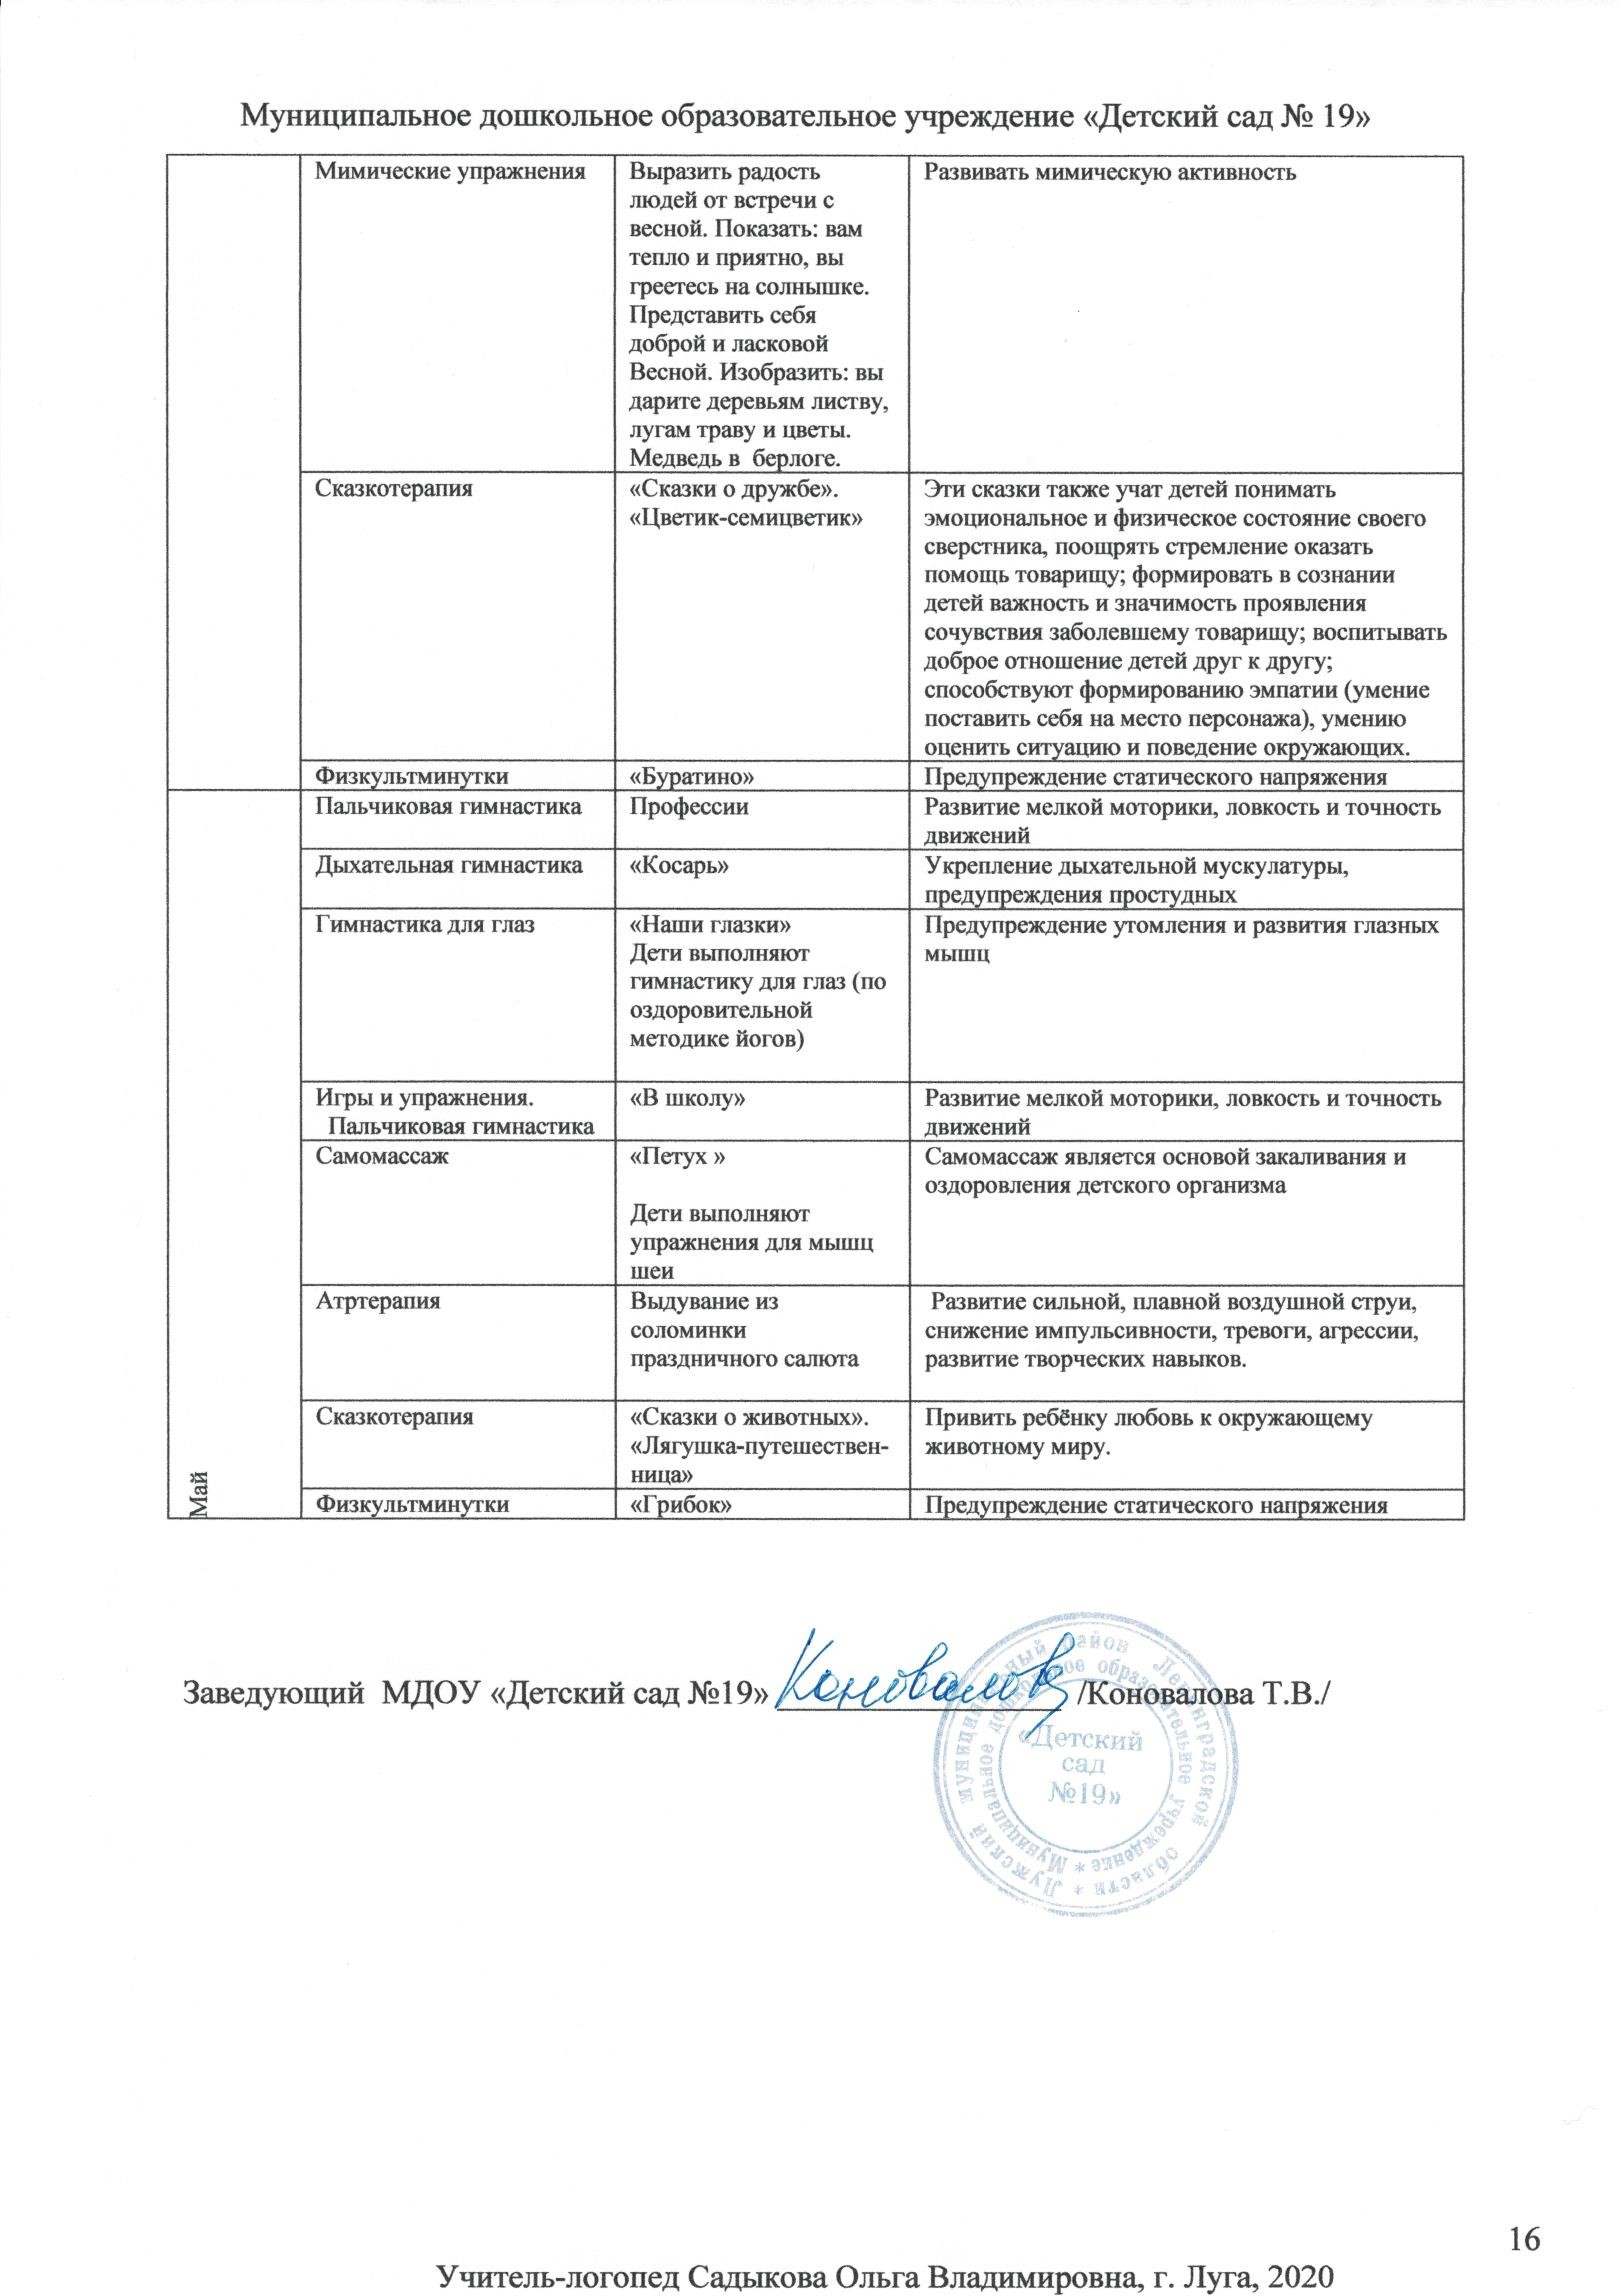 Муниципальное дошкольное образовательное учреждение «Детский сад № 19»
Мимические упражнения
Выразить радость
людей от встречи с
весной. Показать: вам
тепло и приятно, вы
греетесь на солнышке.
Представить себя
доброй и ласковой
Весной. Изобразить: вы
дарите деревьям листву,
лугам траву и цветы.
Медведь в берлоге.
Развивать мимическую активность
Сказкотерапия
«Сказки о дружбе».
«Цветик-семицветик»
Эти сказки также учат детей понимать
эмоциональное и физическое состояние своего
сверстника, поощрять стремление оказать
помощь товарищу; формировать в сознании
детей важность и значимость проявления
сочувствия заболевшему товарищу; воспитывать
доброе отношение детей друг к другу;
способствуют формированию эмпатии (умение
поставить себя на место персонажа), умению
оценить ситуацию и поведение окружающих.
Физкультминутки
«Буратино»
Предупреждение статического напряжения
Май
Пальчиковая гимнастика
Профессии
Развитие мелкой моторики, ловкость и точность
движений
Дыхательная гимнастика
«Косарь»
Укрепление дыхательной мускулатуры,
предупреждения простудных
Гимнастика для глаз
«Наши глазки»
Дети выполняют
гимнастику для глаз (по
оздоровительной
методике йогов)
Предупреждение утомления и развития глазных
мышц
Игры и упражнения.
Пальчиковая гимнастика
«В школу»
Развитие мелкой моторики, ловкость и точность
движений
Самомассаж
«Петух »
Дети выполняют
упражнения для мышц
шеи
Самомассаж является основой закаливания и
оздоровления детского организма
Атртерапия
Выдувание из
соломинки
праздничного салюта
Развитие сильной, плавной воздушной струи,
снижение импульсивности, тревоги, агрессии,
развитие творческих навыков.
Сказкотерапия
«Сказки о животных».
«Лягушка-путешествен-
ница»
Привить ребёнку любовь к окружающему
животному миру.
Физкультминутки
«Грибок»
Предупреждение статического напряжения
Заведующий МДОУ «Детский сад №19» Коновалова /Коновалова Т.В./
Лужский муниципальный район Ленинградской области *
Муниципальное дошкольное образовательное учреждение *
«Детский
сад
№19»
16
Учитель-логопед Садыкова Ольга Владимировна, г. Луга, 2020